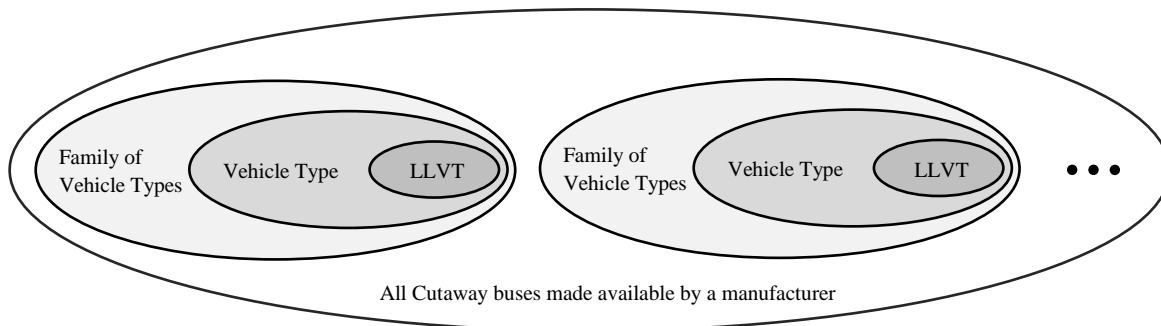 Family of
Vehicle Types
Vehicle Type
LLVT
Family of
Vehicle Types
Vehicle Type
LLVT
All Cutaway buses made available by a manufacturer